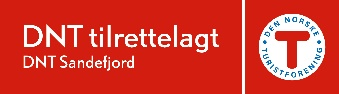 DNT tilrettelagt
DNT Sandefjord
DEN NORSKE
T
TURISTFORENING